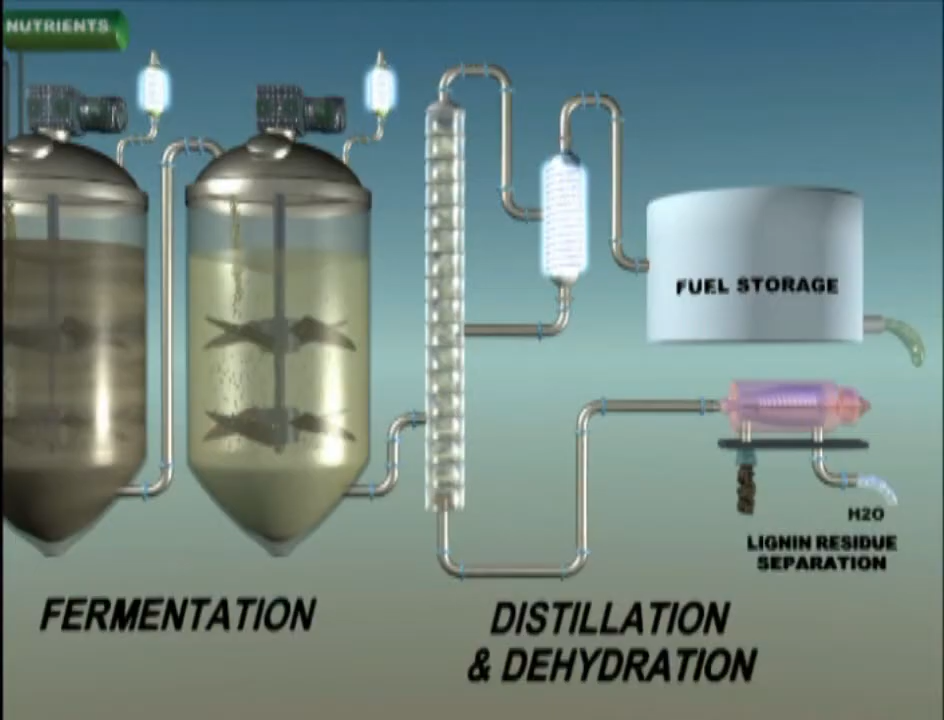 NUTRIENTS
FUEL STORAGE
H2O
LIGNIN RESIDUE
SEPARATION
FERMENTATION
DISTILLATION
& DEHYDRATION